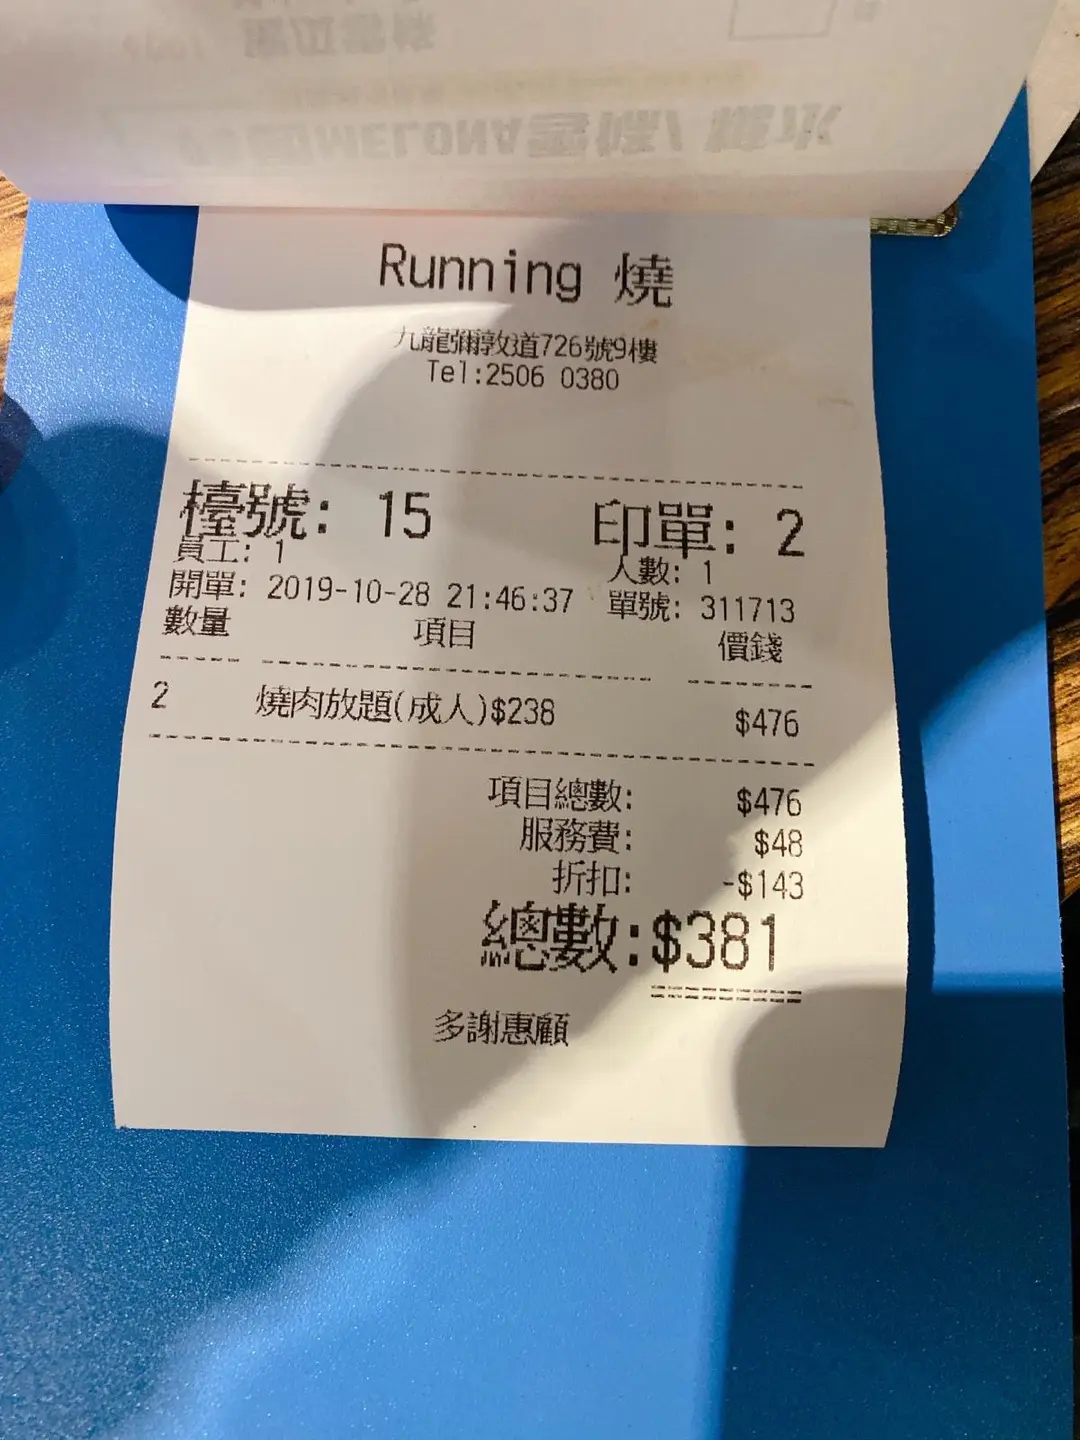 MELONA
Running 燒
九龍彌敦道726號9樓
Tel:2506 0380
檯號: 15 印單: 2
員工: 1 人數: 1
開單: 2019-10-28 21:46:37 單號: 311713
數量 項目 價錢
2 燒肉放題(成人)$238 $476
項目總數: $476
服務費: $48
折扣: -$143
總數:$381
多謝惠顧